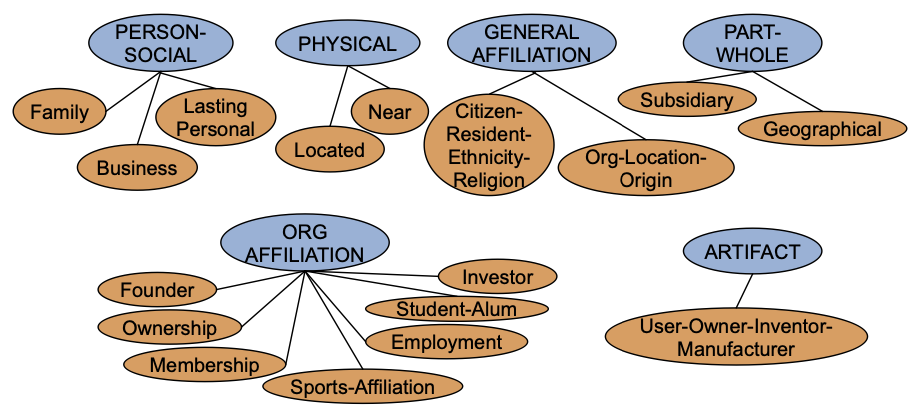 PERSON-
SOCIAL
PHYSICAL
GENERAL
AFFILIATION
PART-
WHOLE
Family
Lasting
Personal
Business
Near
Located
Citizen-
Resident-
Ethnicity-
Religion
Org-Location-
Origin
Subsidiary
Geographical
ORG
AFFILIATION
ARTIFACT
Founder
Ownership
Membership
Sports-Affiliation
Employment
Student-Alum
Investor
User-Owner-Inventor-
Manufacturer